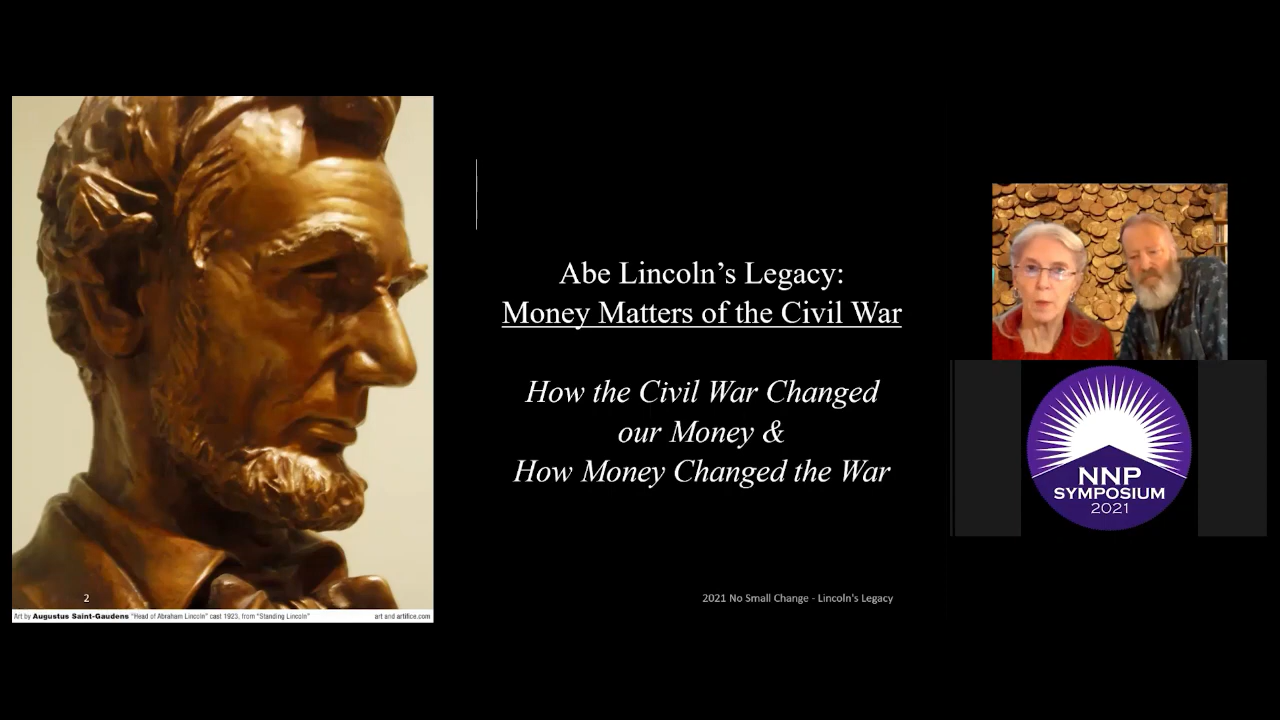 Abe Lincoln's Legacy:
Money Matters of the Civil War
How the Civil War Changed
our Money &
How Money Changed the War
2
Art by Augustus Saint-Gaudens "Head of Abraham Lincoln" cast 1923, from "Standing Lincoln"
art and artifice.com
2021 No Small Change - Lincoln's Legacy
NNP
SYMPOSIUM
2021